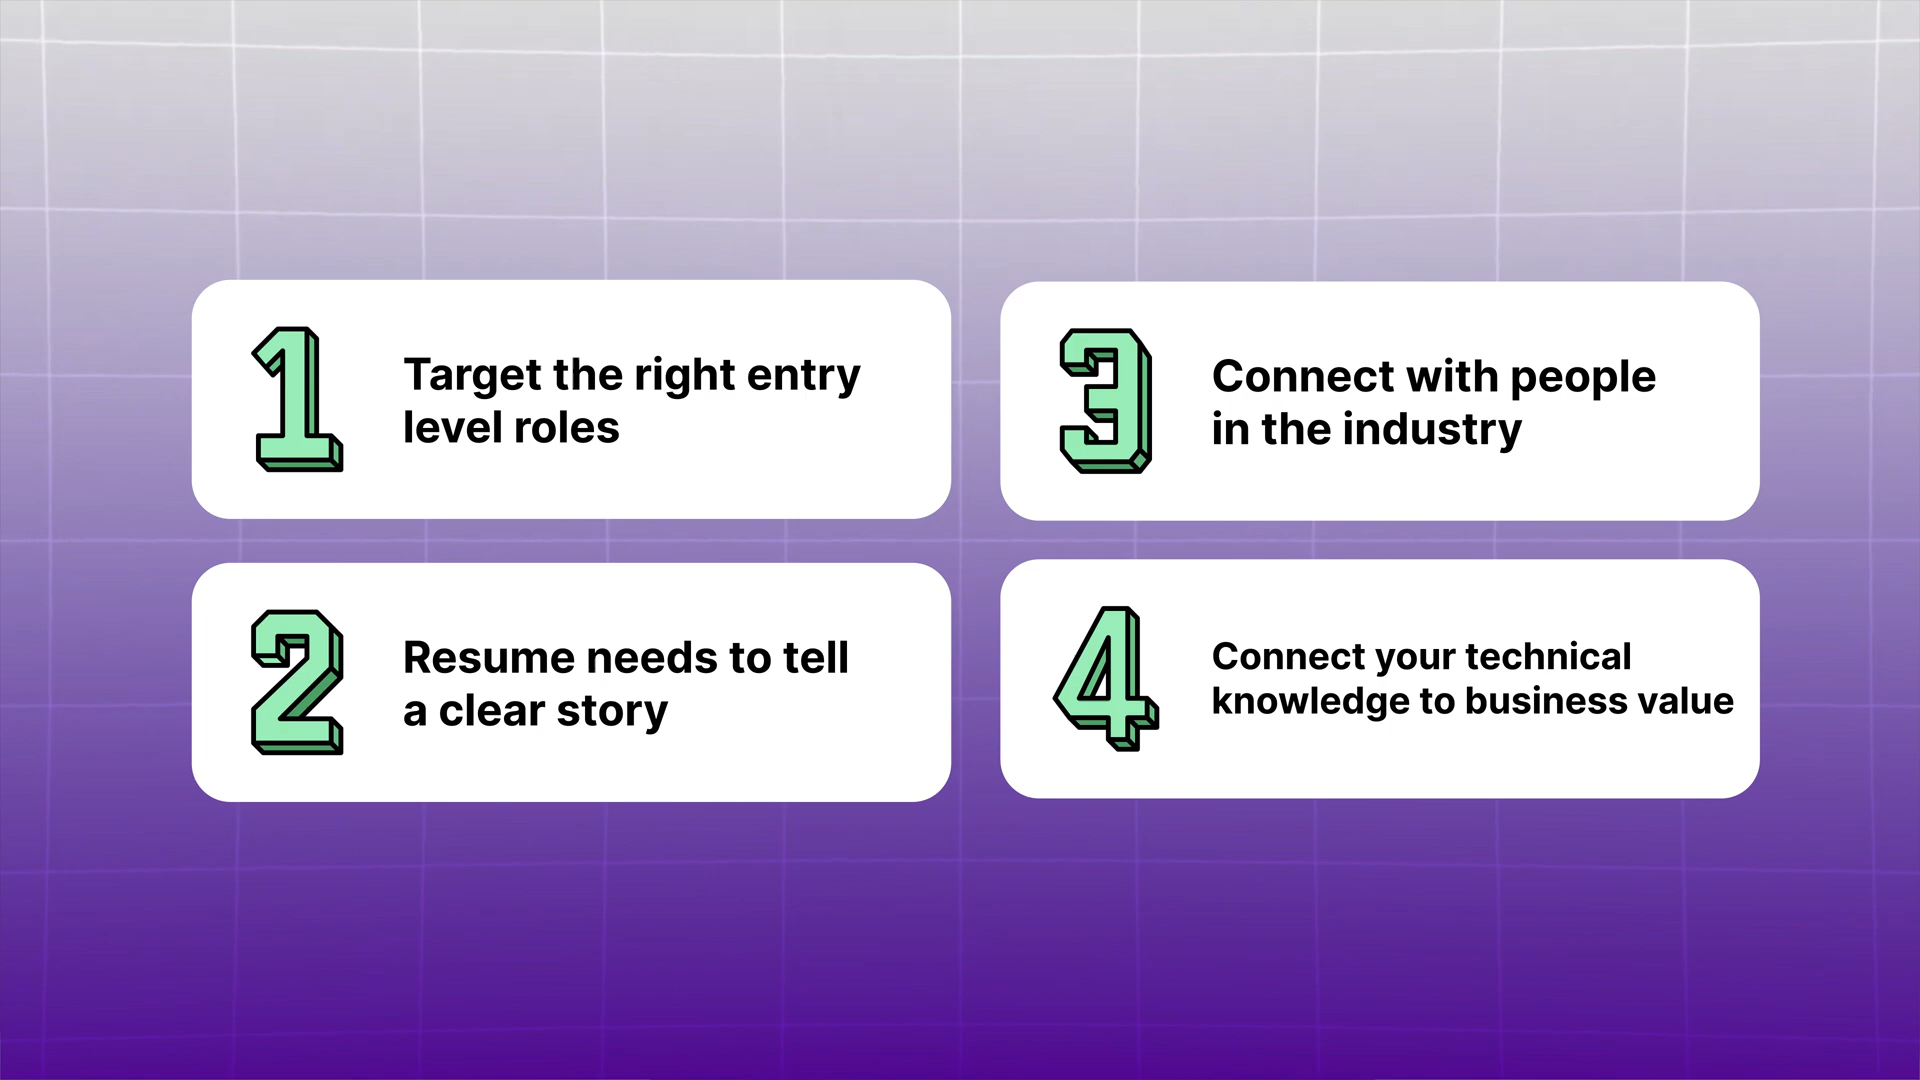 1
Target the right entry
level roles
2
Resume needs to tell
a clear story
3
Connect with people
in the industry
4
Connect your technical
knowledge to business value